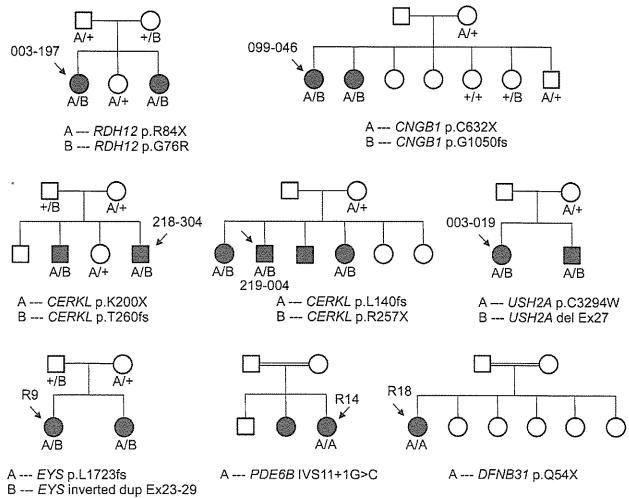 A/+ +/B
003-197
A/B A/+ A/B
A --- RDH12 p.R84X
B --- RDH12 p.G76R
A/+
099-046
A/B A/B +/+ +/B A/+
A --- CNGB1 p.C632X
B --- CNGB1 p.G1050fs
+/B A/+
218-304
A/B A/+ A/B
A --- CERKL p.K200X
B --- CERKL p.T260fs
A/+
A/B A/B A/B
219-004
A --- CERKL p.L140fs
B --- CERKL p.R257X
A/+
003-019
A/B A/B
A --- USH2A p.C3294W
B --- USH2A del Ex27
+/B A/+
R9
A/B A/B
A --- EYS p.L1723fs
B --- EYS inverted dup Ex23-29
R14
A/A
A --- PDE6B IVS11+1G>C
R18
A/A
A --- DFNB31 p.Q54X